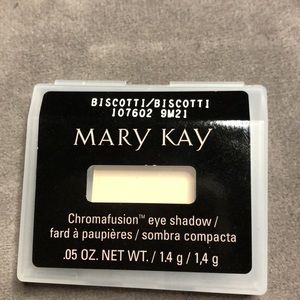 BISCOTTI/BISCOTTI
107602 9M21
MARY KAY
Chromafusion™ eye shadow /
fard à paupières / sombra compacta
.05 OZ. NET WT. / 1.4 g / 1,4 g